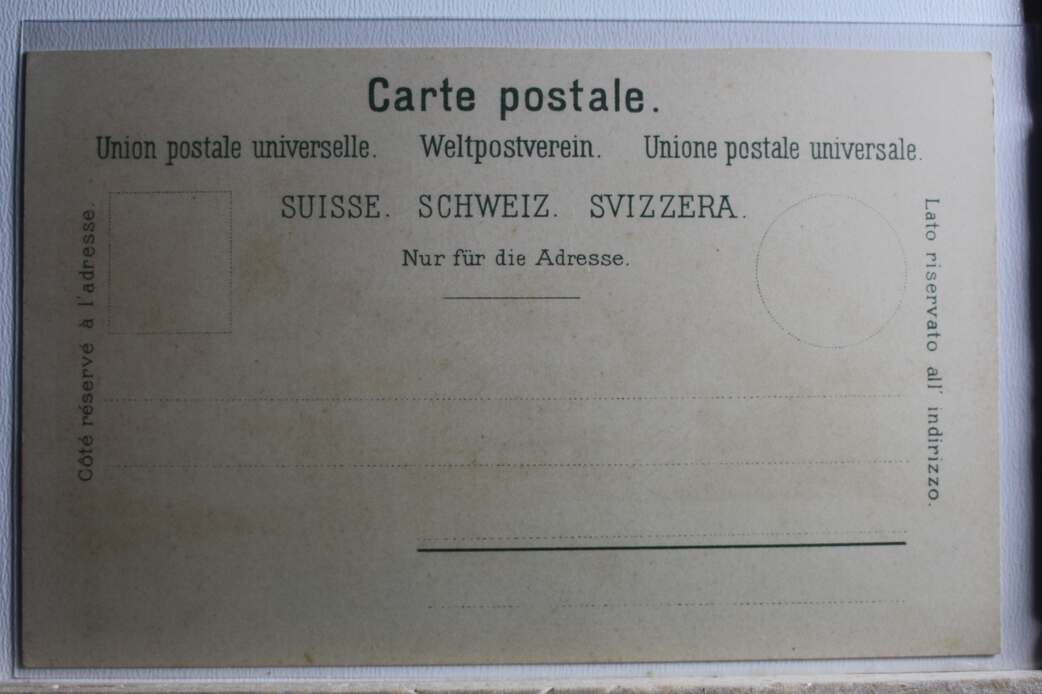 Carte postale.
Union postale universelle. Weltpostverein. Unione postale universale.
SUISSE. SCHWEIZ. SVIZZERA.
Nur für die Adresse.
Côté réservé à l'adresse.
Lato riservato all' indirizzo.